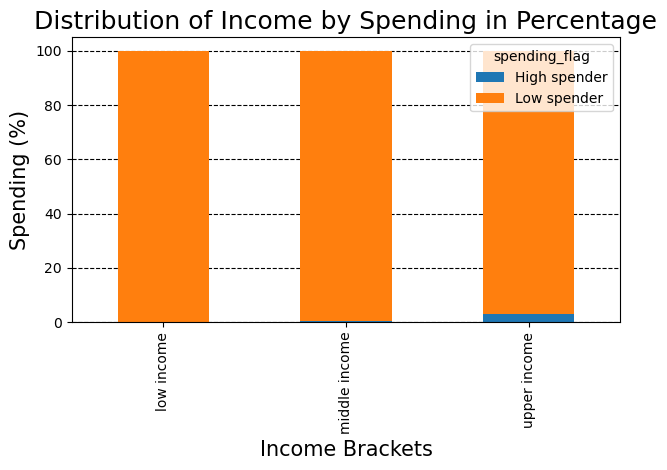 Distribution of Income by Spending in Percentage
spending_flag
High spender
Low spender
100
80
60
40
20
0
Spending (%)
low income
middle income
upper income
Income Brackets